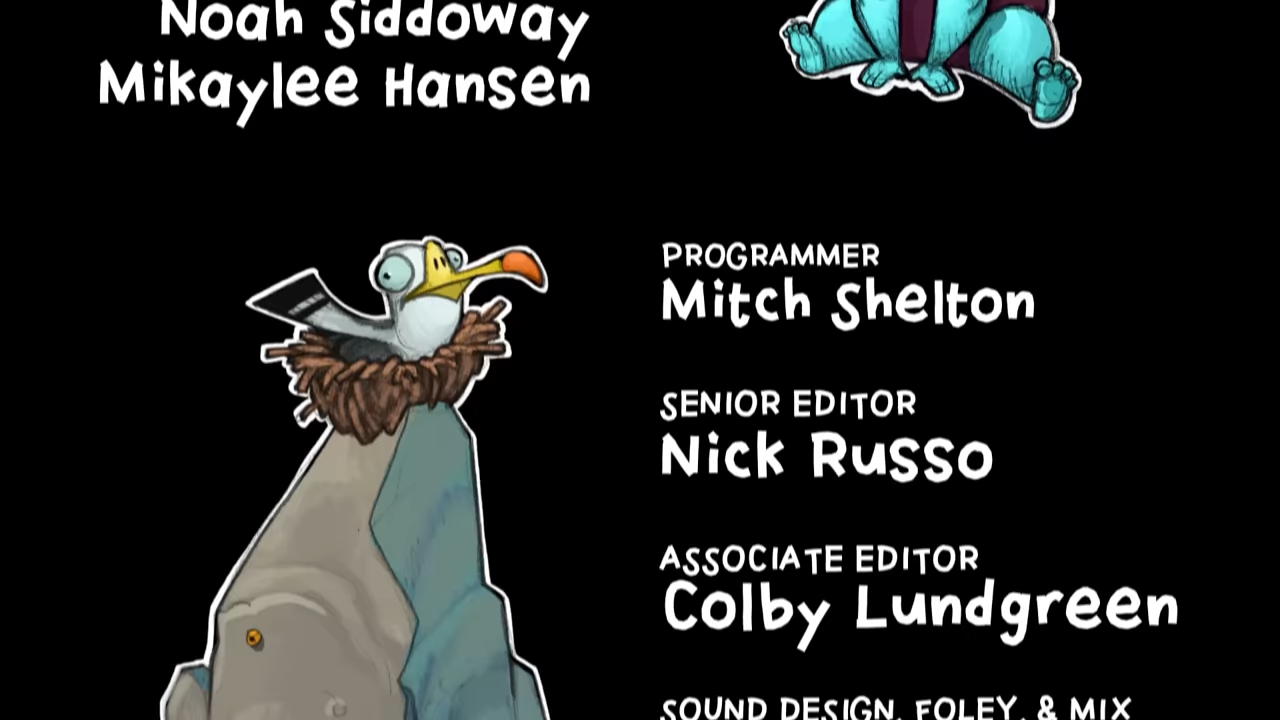 Noah Siddoway
Mikaylee Hansen
PROGRAMMER
Mitch Shelton
SENIOR EDITOR
Nick Russo
ASSOCIATE EDITOR
Colby Lundgreen
SOUND DESIGN, FOLEY, & MIX